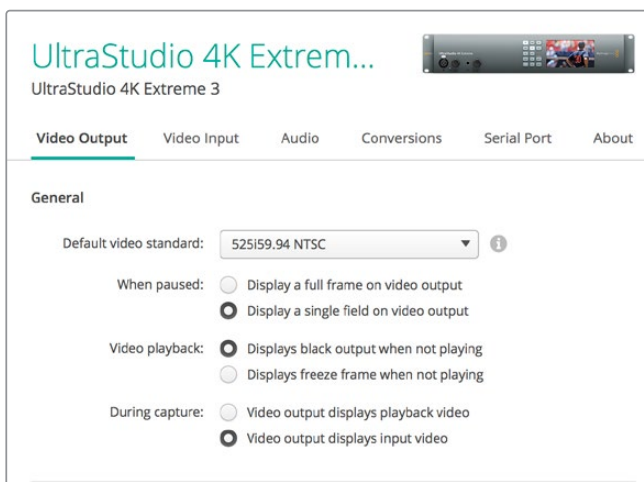 UltraStudio 4K Extrem...
UltraStudio 4K Extreme 3
Video Output Video Input Audio Conversions Serial Port About
General
Default video standard: 525i59.94 NTSC
When paused: Display a full frame on video output
Display a single field on video output
Video playback: Displays black output when not playing
Displays freeze frame when not playing
During capture: Video output displays playback video
Video output displays input video